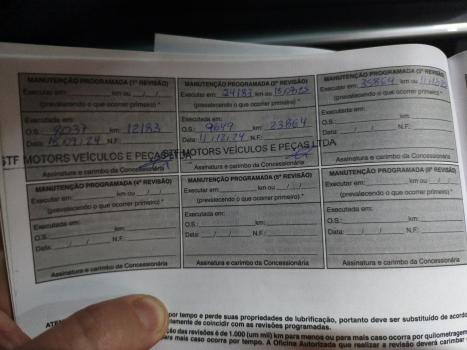 MANUTENÇÃO PROGRAMADA (1ª REVISÃO)
Executar em: km ou / /
(prevalecendo o que ocorrer primeiro) *
Executada em:
O.S.: 9037 km: 12183
Data: 15/09/24 N.F.:
STF MOTORS VEÍCULOS E PEÇAS LTDA
Assinatura e carimbo da Concessionária
MANUTENÇÃO PROGRAMADA (2ª REVISÃO)
Executar em: 24183 km ou
(prevalecendo o que ocorrer primeiro) *
Executada em:
O.S.: 9649 km: 23864
Data: 11/12/24 N.F.:
STF MOTORS VEÍCULOS E PEÇAS LTDA
Assinatura e carimbo da Concessionária
MANUTENÇÃO PROGRAMADA (3ª REVISÃO)
Executar em: 35864 km ou
(prevalecendo o que ocorrer primeiro) *
Executada em:
O.S.: km:
Data: / / N.F.:
Assinatura e carimbo da Concessionária
MANUTENÇÃO PROGRAMADA (4ª REVISÃO)
Executar em: km ou / /
(prevalecendo o que ocorrer primeiro) *
Executada em:
O.S.: km:
Data: / / N.F.:
Assinatura e carimbo da Concessionária
MANUTENÇÃO PROGRAMADA (5ª REVISÃO)
Executar em: km ou / /
(prevalecendo o que ocorrer primeiro) *
Executada em:
O.S.: km:
Data: / / N.F.:
Assinatura e carimbo da Concessionária
MANUTENÇÃO PROGRAMADA (6ª REVISÃO)
Executar em: km ou / /
(prevalecendo o que ocorrer primeiro) *
Executada em:
O.S.: km:
Data: / / N.F.:
Assinatura e carimbo da Concessionária
por tempo e perde suas propriedades de lubrificação, portanto deve ser substituído de acordo
de coincidir com as revisões programadas.
ção das revisões é de 1.000 (um mil) km para menos ou para mais caso ocorra por quilometragem
para mais caso ocorra por tempo. A Oficina Autorizada que realizar a revisão deverá carimbar